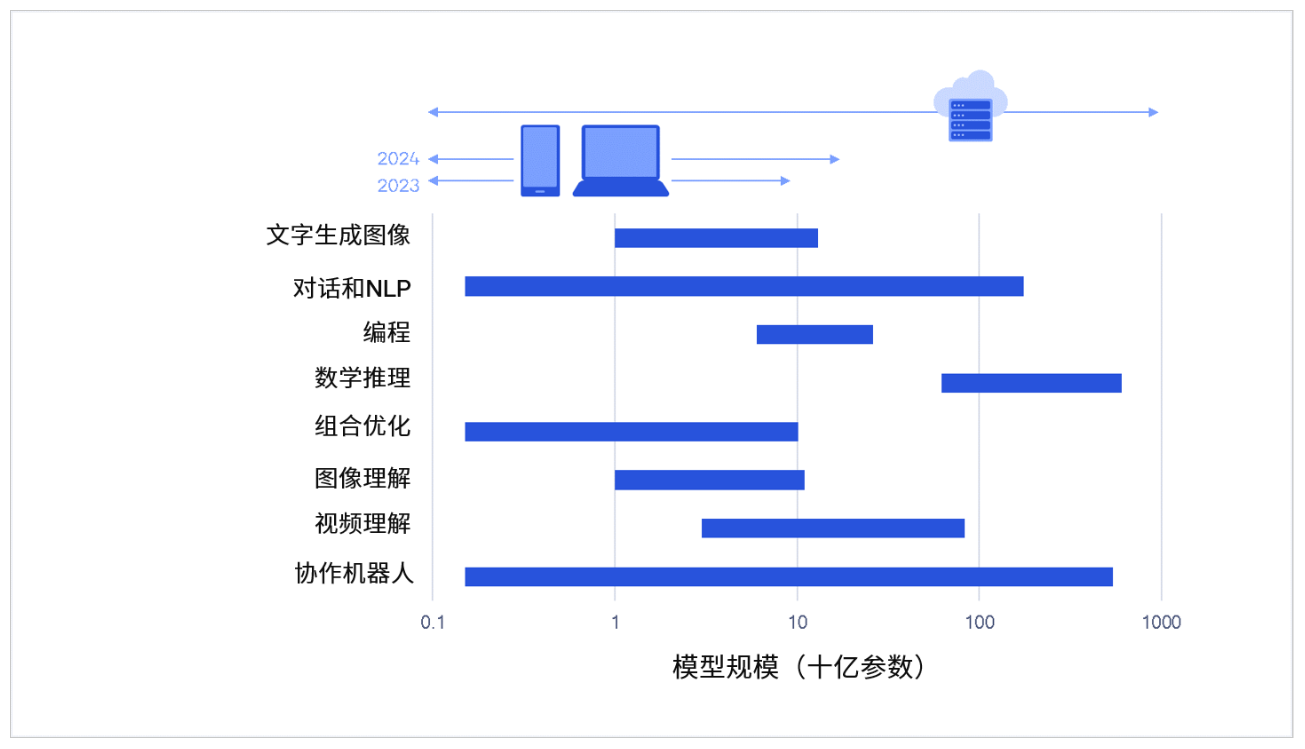 2024
2023
文字生成图像
对话和NLP
编程
数学推理
组合优化
图像理解
视频理解
协作机器人
0.1 1 10 100 1000
模型规模（十亿参数）